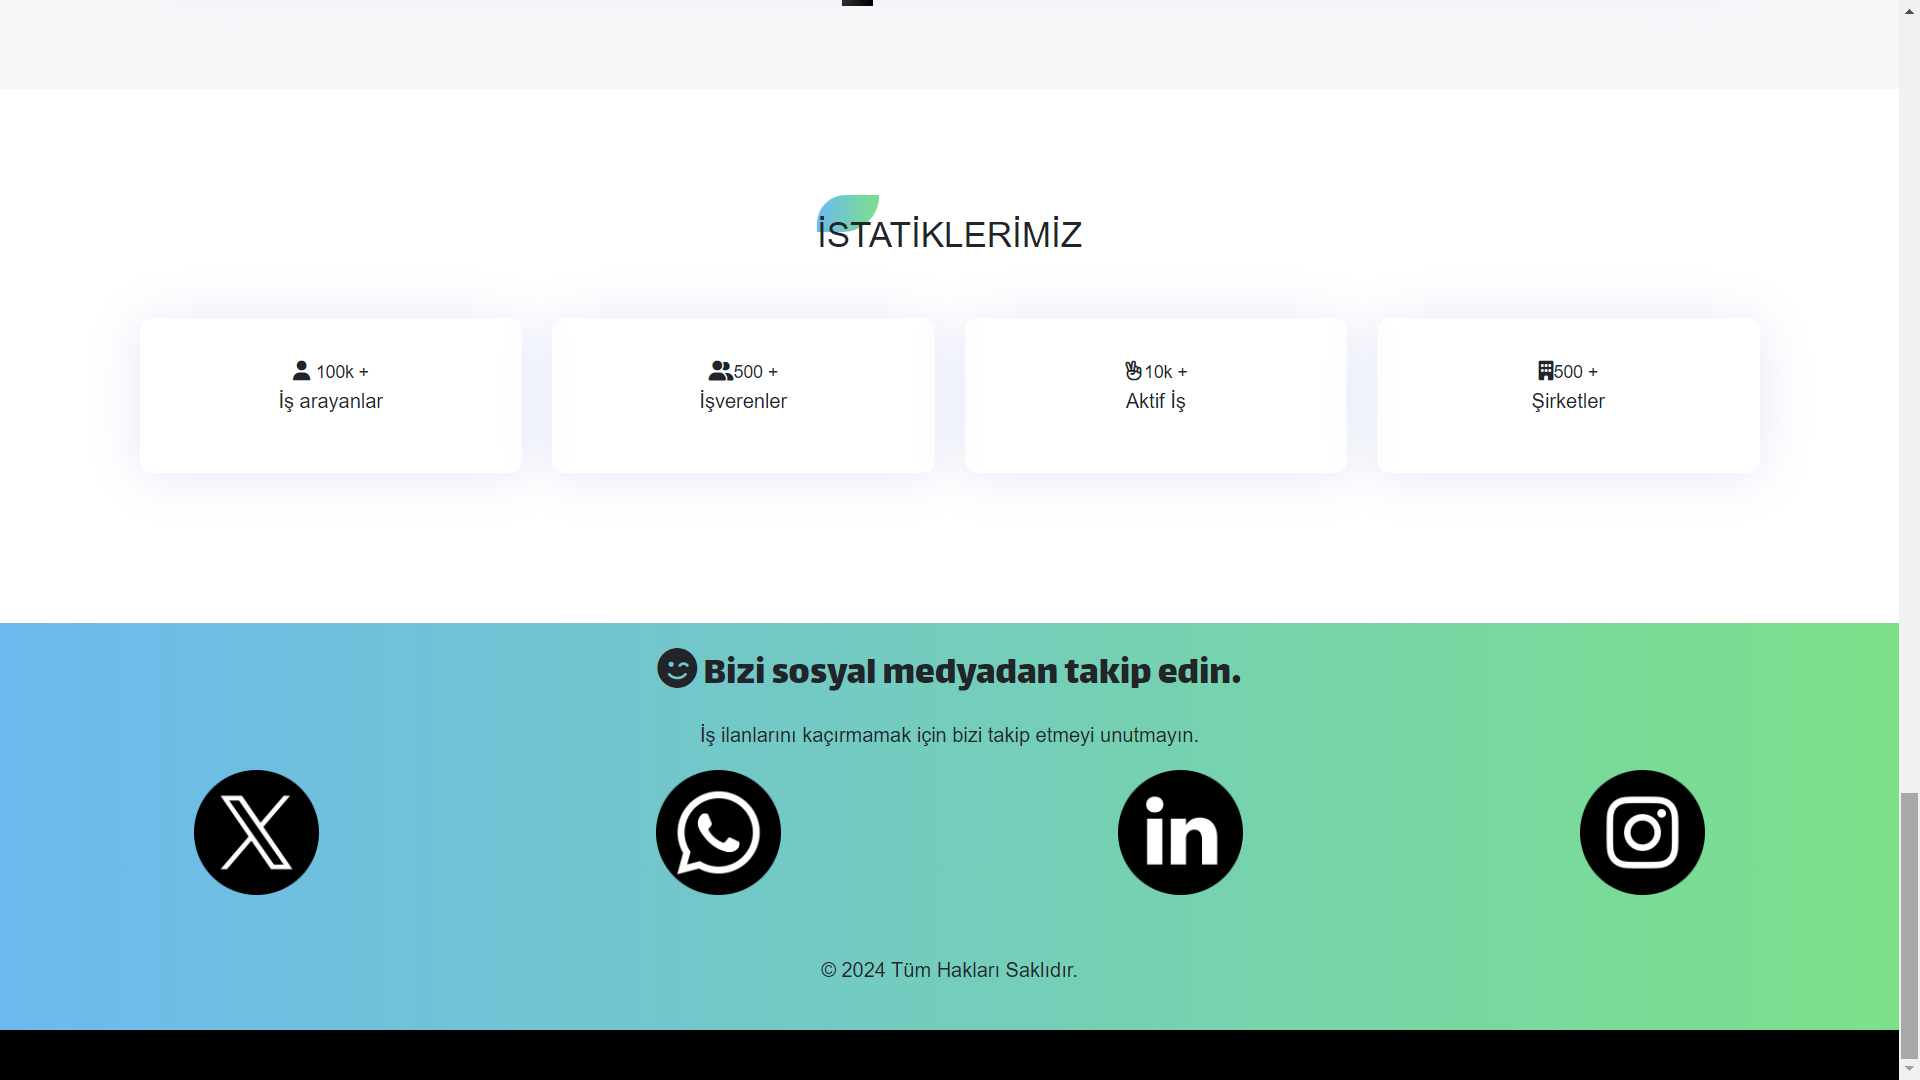 İSTATİKLERİMİZ
100k +
İş arayanlar
500 +
İşverenler
10k +
Aktif İş
500 +
Şirketler
Bizi sosyal medyadan takip edin.
İş ilanlarını kaçırmamak için bizi takip etmeyi unutmayın.
in
© 2024 Tüm Hakları Saklıdır.